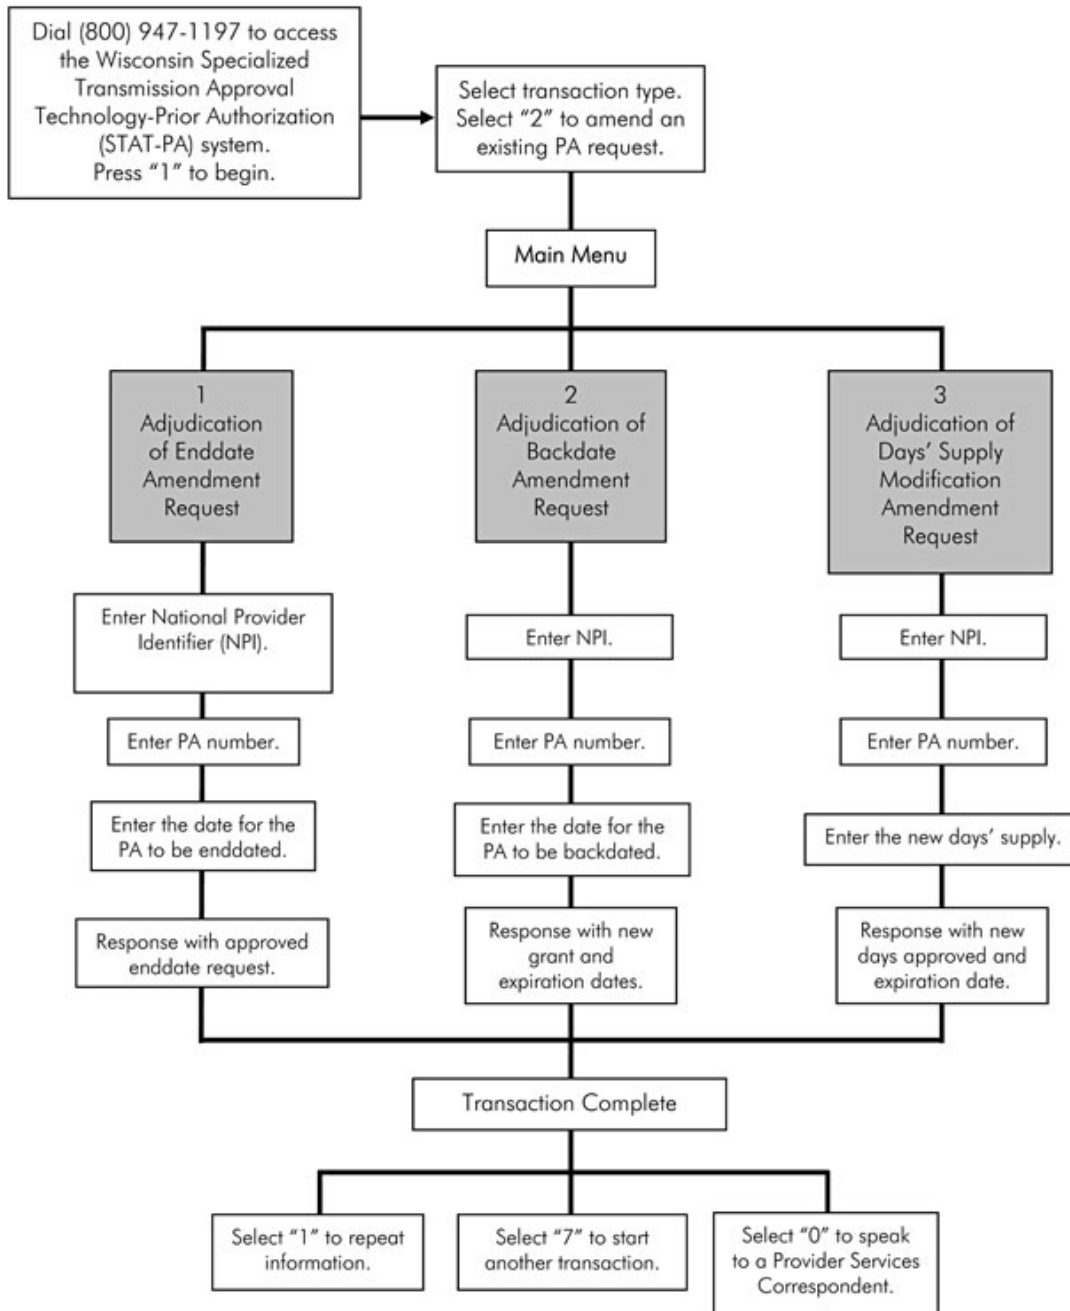 Dial (800) 947-1197 to access
the Wisconsin Specialized
Transmission Approval
Technology-Prior Authorization
(STAT-PA) system.
Press "1" to begin.
Select transaction type.
Select "2" to amend an
existing PA request.
Main Menu
1
Adjudication
of Enddate
Amendment
Request
2
Adjudication of
Backdate
Amendment
Request
3
Adjudication of
Days' Supply
Modification
Amendment
Request
Enter National Provider
Identifier (NPI).
Enter NPI.
Enter NPI.
Enter PA number.
Enter PA number.
Enter PA number.
Enter the date for the
PA to be enddated.
Enter the date for the
PA to be backdated.
Enter the new days' supply.
Response with approved
enddate request.
Response with new
grant and
expiration dates.
Response with new
days approved and
expiration date.
Transaction Complete
Select "1" to repeat
information.
Select "7" to start
another transaction.
Select "0" to speak
to a Provider Services
Correspondent.